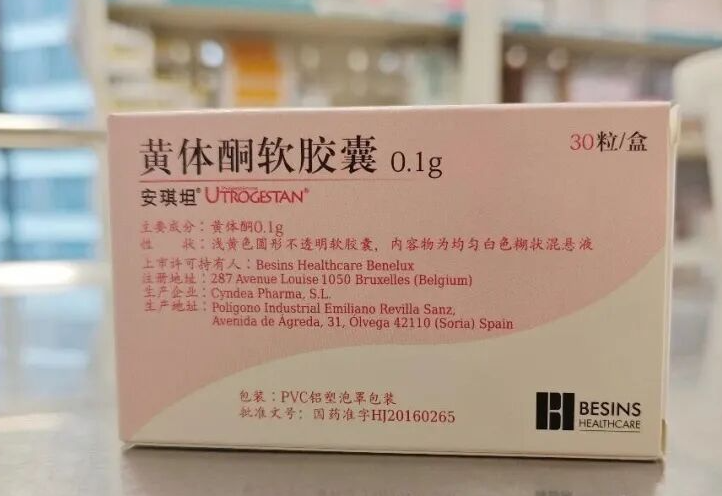 黄体酮软胶囊 0.1g
30粒/盒
安琪坦® UTROGESTAN®
主要成分：黄体酮0.1g
性　　状：浅黄色圆形不透明软胶囊，内容物为均匀白色糊状混悬液
上市许可持有人：Besins Healthcare Benelux
注册地址：287 Avenue Louise 1050 Bruxelles (Belgium)
生产企业：Cyndea Pharma, S.L.
生产地址：Polígono Industrial Emiliano Revilla Sanz,
Avenida de Ágreda, 31, Ólvega 42110 (Soria) Spain
包装：PVC铝塑泡罩包装
批准文号：国药准字HJ20160265
BESINS
HEALTHCARE